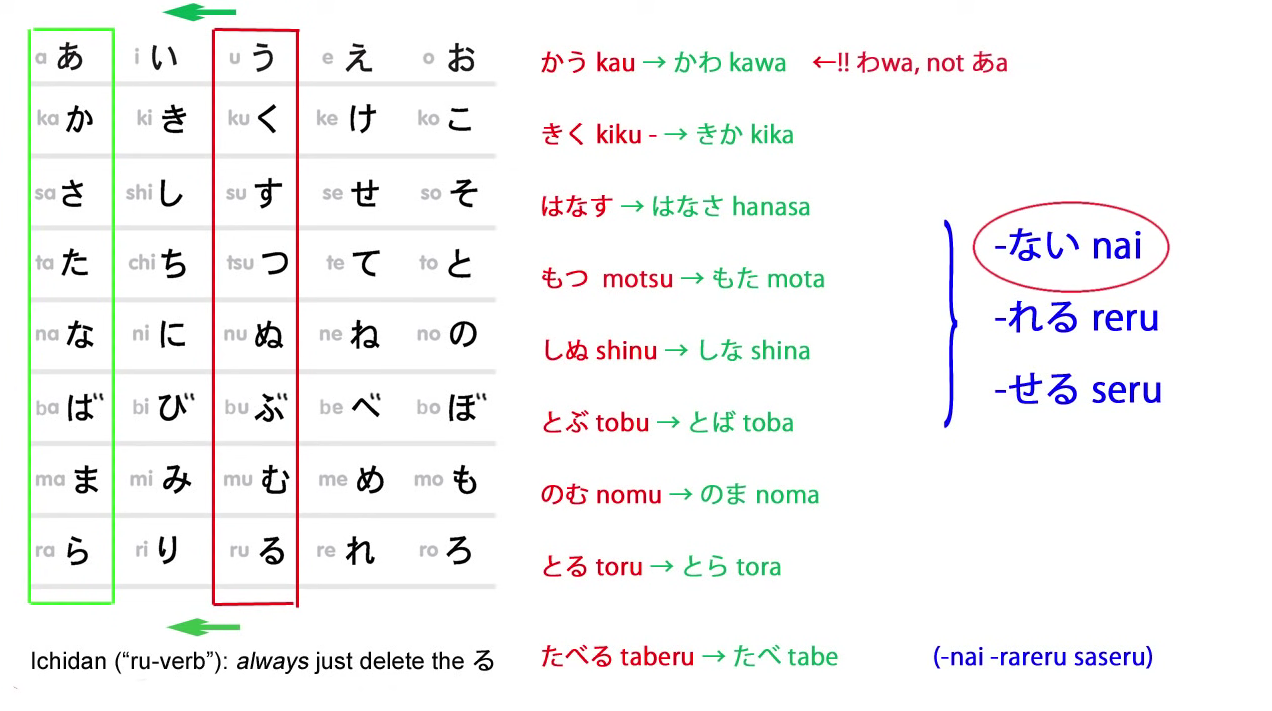 a あ i い u う e え o お
ka か ki き ku く ke け ko こ
sa さ shi し su す se せ so そ
ta た chi ち tsu つ te て to と
na な ni に nu ぬ ne ね no の
ba ば bi び bu ぶ be べ bo ぼ
ma ま mi み mu む me め mo も
ra ら ri り ru る re れ ro ろ
Ichidan (“ru-verb”): always just delete the る
かう kau → かわ kawa ←!! わwa, not あa
きく kiku - → きか kika
はなす → はなさ hanasa
もつ motsu → もた mota
しぬ shinu → しな shina
とぶ tobu → とば toba
のむ nomu → のま noma
とる toru → とら tora
たべる taberu → たべ tabe
-ない nai
-れる reru
-せる seru
(-nai -rareru saseru)